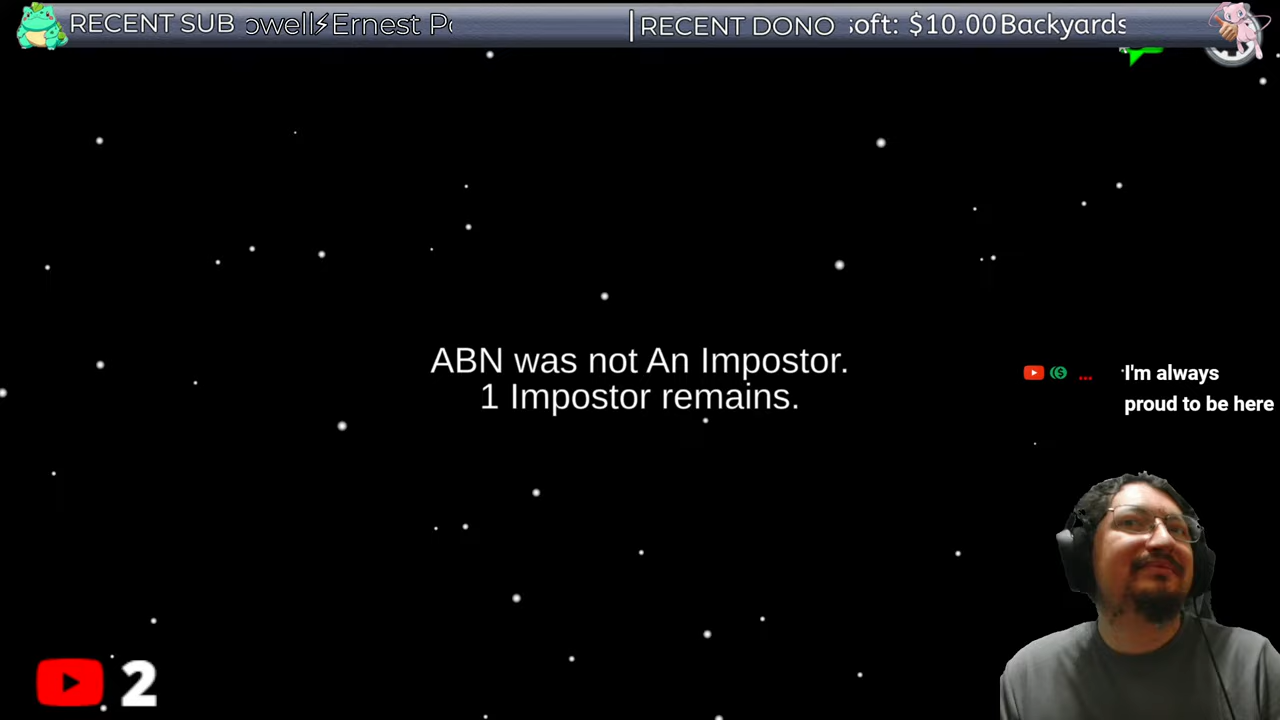 RECENT SUB owell⚡Ernest Po
RECENT DONO soft: $10.00 Backyards
ABN was not An Impostor.
1 Impostor remains.
I'm always
proud to be here
2